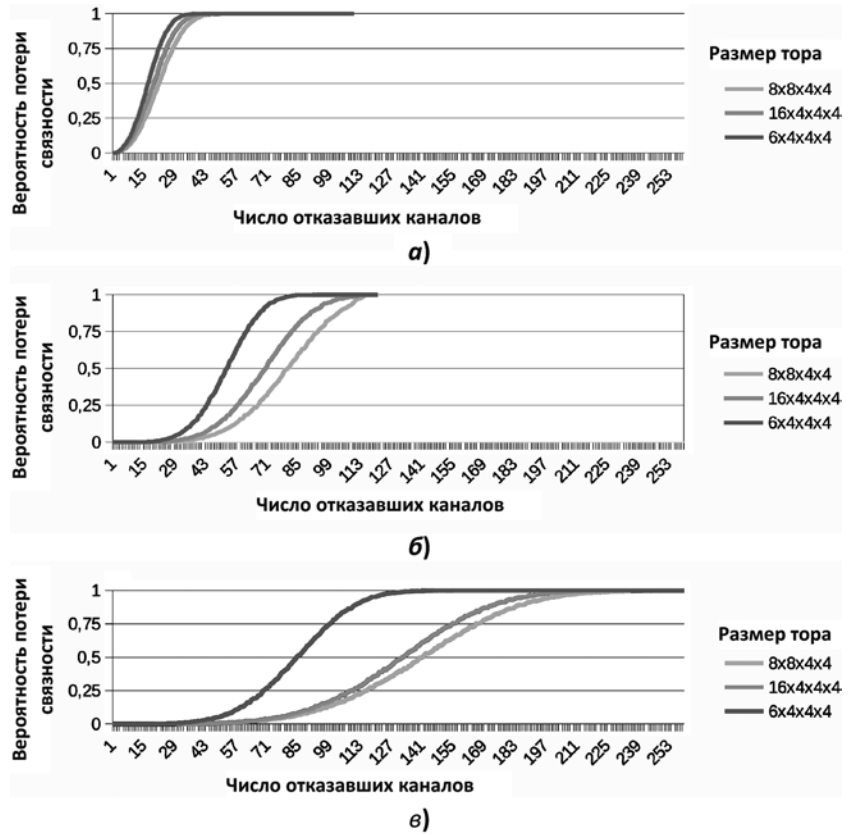 Вероятность потери
связности
1
0,75
0,5
0,25
0
1 15 29 43 57 71 85 99 113 127 141 155 169 183 197 211 225 239 253
Число отказавших каналов
Размер тора
8x8x4x4
16x4x4x4
6x4x4x4
а)
Вероятность потери
связности
1
0,75
0,5
0,25
0
1 15 29 43 57 71 85 99 113 127 141 155 169 183 197 211 225 239 253
Число отказавших каналов
Размер тора
8x8x4x4
16x4x4x4
6x4x4x4
б)
Вероятность потери
связности
1
0,75
0,5
0,25
0
1 15 29 43 57 71 85 99 113 127 141 155 169 183 197 211 225 239 253
Число отказавших каналов
Размер тора
8x8x4x4
16x4x4x4
6x4x4x4
в)